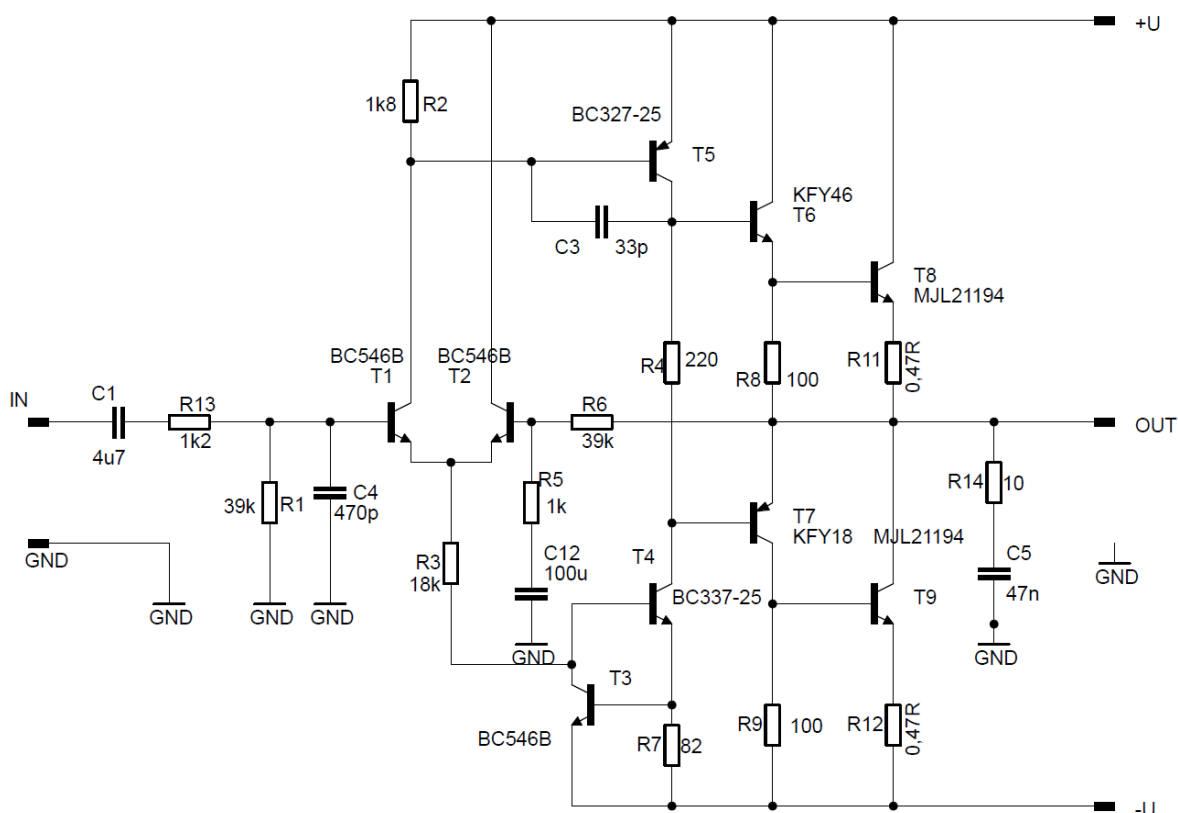 +U
1k8 R2
BC327-25
T5
KFY46
T6
C3 33p
T8
MJL21194
BC546B BC546B
T1 T2
R4 220
R8 100
R11 0,47R
IN
C1
4u7
R13
1k2
R6
39k
OUT
39k R1
C4
470p
R5
1k
R14 10
GND
R3
18k
C12
100u
T4
BC337-25
T7
KFY18
MJL21194
T9
C5
47n
GND
GND
GND
GND
GND
GND
T3
BC546B
R7 82
R9 100
R12 0,47R
-U